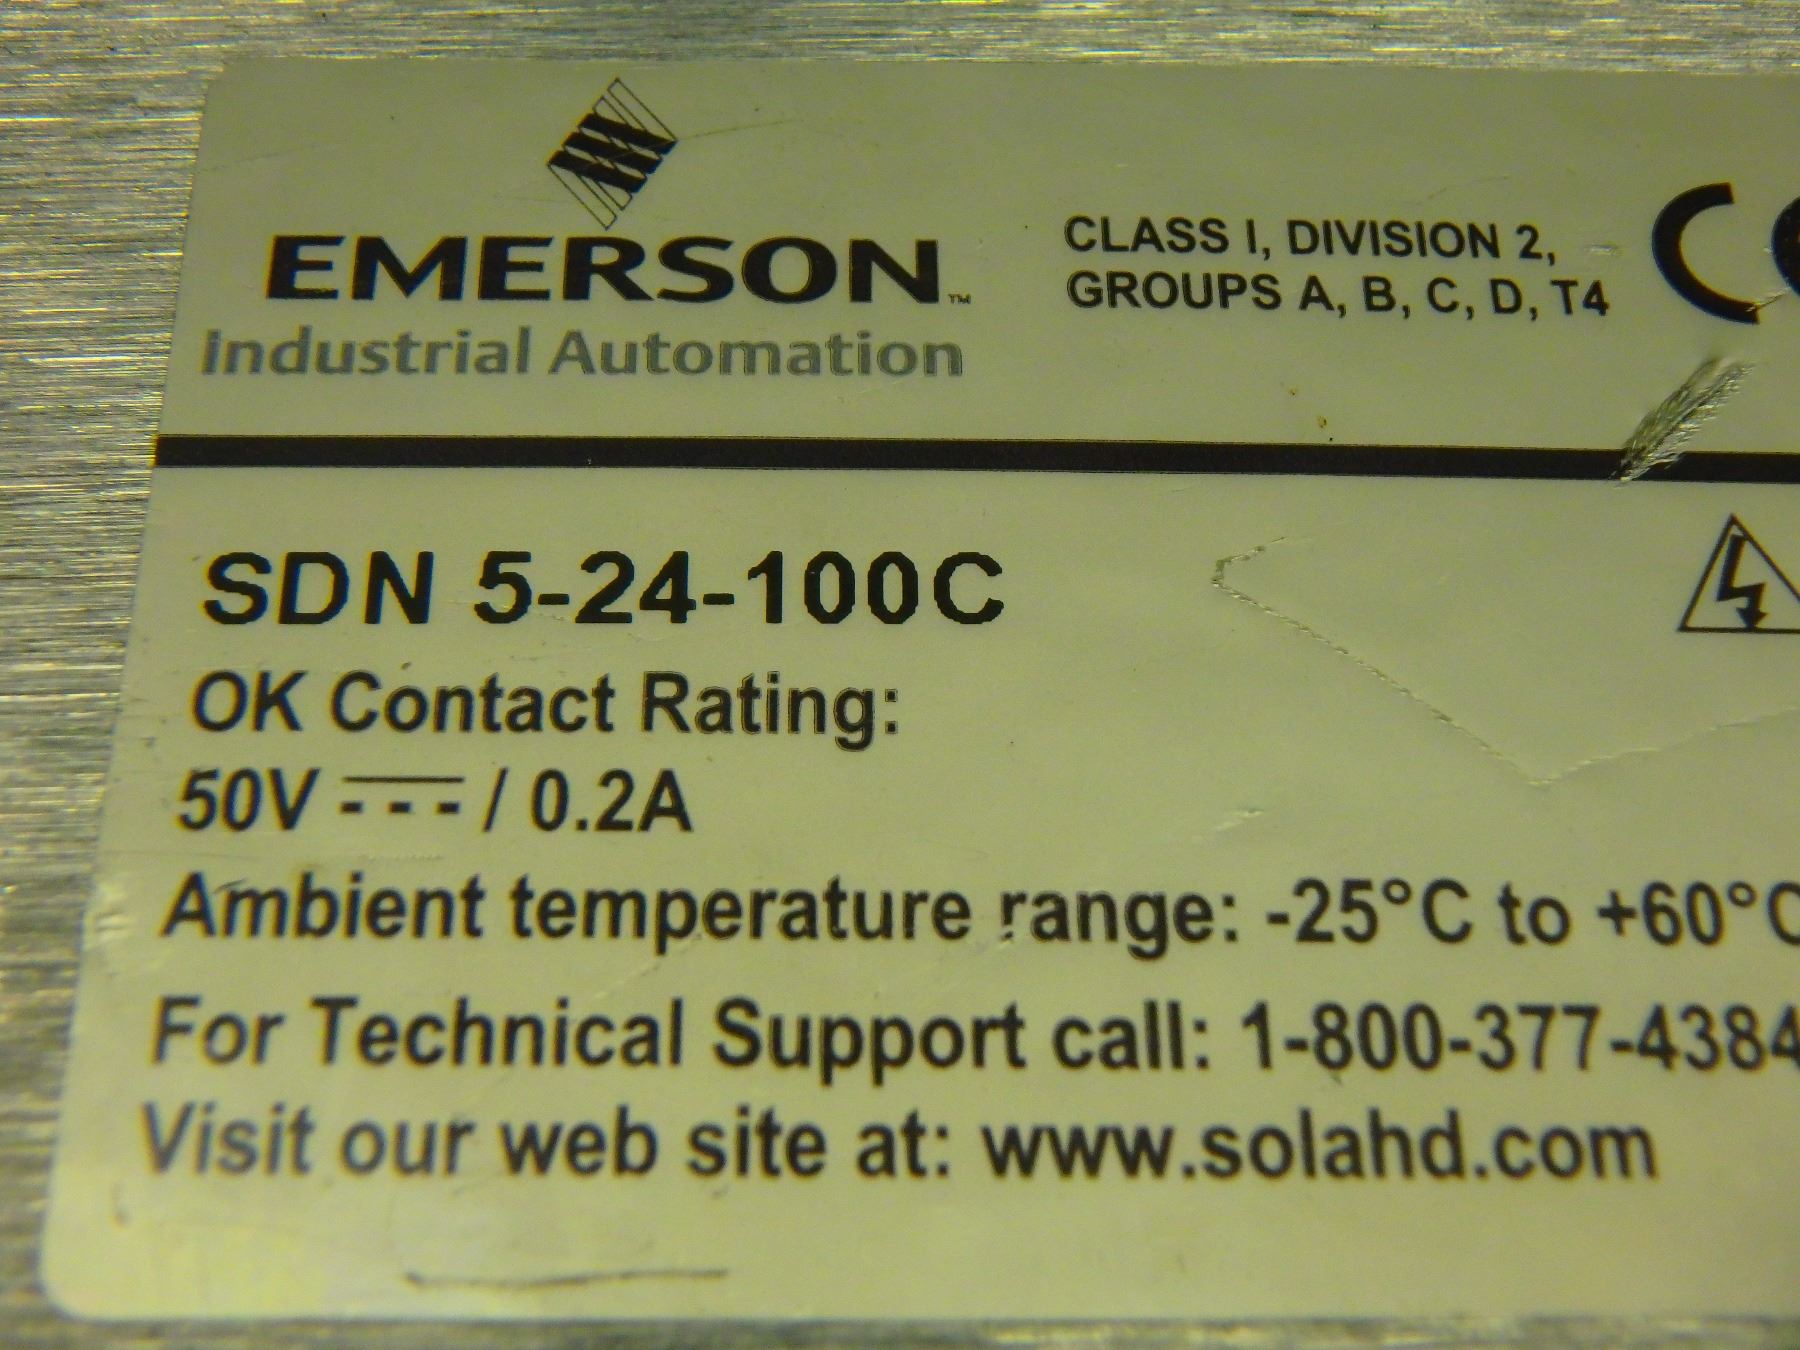 EMERSON™
Industrial Automation
CLASS I, DIVISION 2,
GROUPS A, B, C, D, T4
CE
SDN 5-24-100C
OK Contact Rating:
50V ⎓ / 0.2A
Ambient temperature range: -25°C to +60°C
For Technical Support call: 1-800-377-4384
Visit our web site at: www.solahd.com